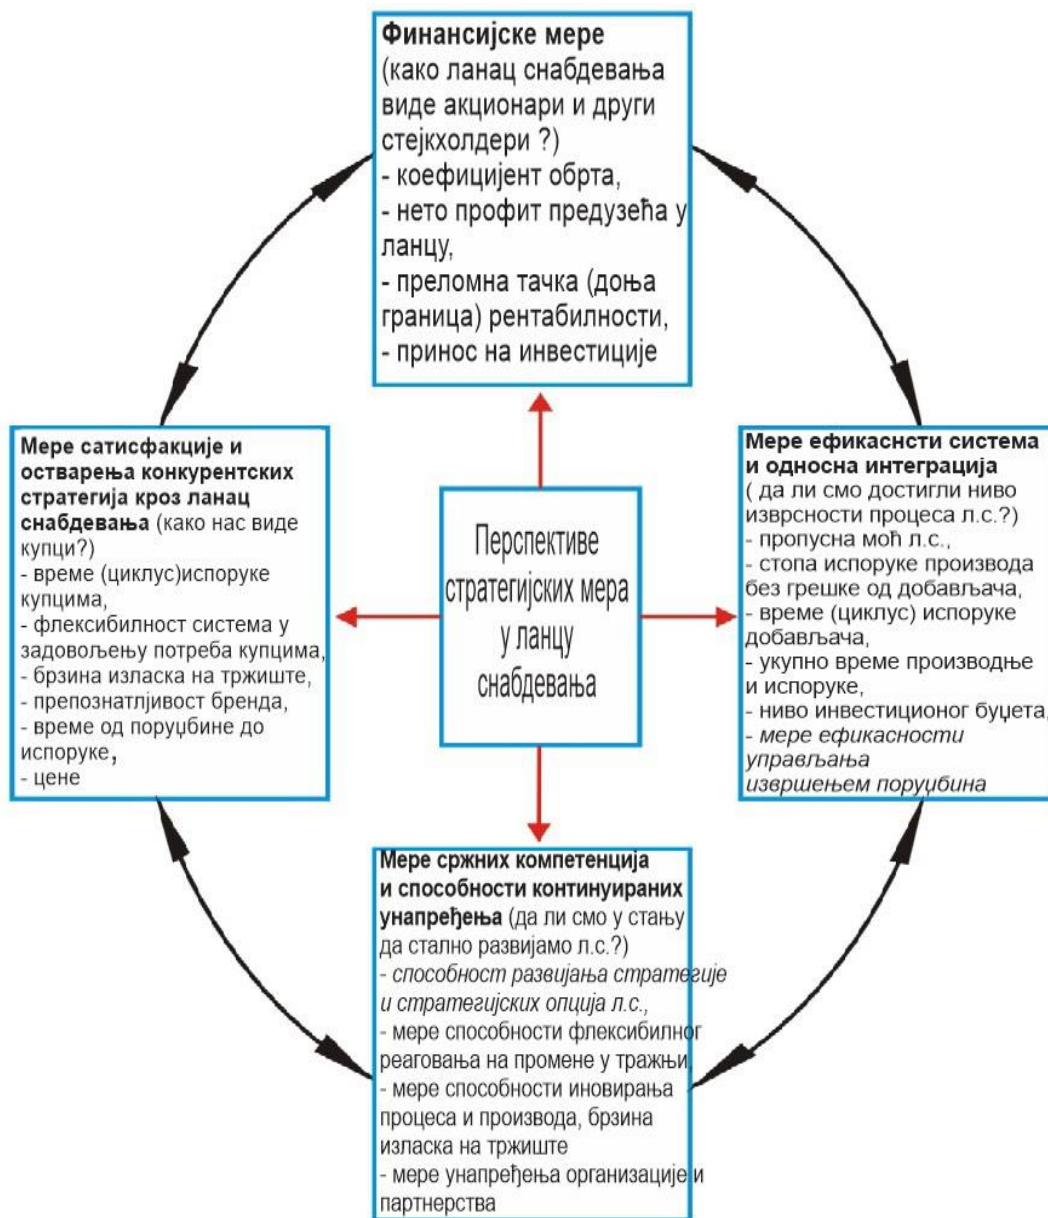 Финансијске мере
(како ланац снабдевања
виде акционари и други
стејкхолдери ?)
- коефицијент обрта,
- нето профит предузећа у
ланцу,
- преломна тачка (доња
граница) рентабилности,
- принос на инвестиције
Мере сатисфакције и
остварења конкурентских
стратегија кроз ланац
снабдевања (како нас виде
купци?)
- време (циклус)испоруке
купцима,
- флексибилност система у
задовољењу потреба купцима,
- брзина изласка на тржиште,
- препознатлјивост бренда,
- време од поруџбине до
испоруке,
- цене
Перспективе
стратегијских мера
у ланцу
снабдевања
Мере ефикаснсти система
и односна интеграција
( да ли смо достигли ниво
изврсности процеса л.с.?)
- пропусна моћ л.с.,
- стопа испоруке производа
без грешке од добављача,
- време (циклус) испоруке
добављача,
- укупно време производње
и испоруке,
- ниво инвестиционог буџета,
- мере ефикасности
управљања
извршењем поруџбина
Мере сржних компетенција
и способности континуираних
унапређења (да ли смо у стању
да стално развијамо л.с.?)
- способност развијања стратегије
и стратегијских опција л.с.,
- мере способности флексибилног
реаговања на промене у тражњи,
- мере способности иновирања
процеса и производа, брзина
изласка на тржиште
- мере унапређења организације и
партнерства